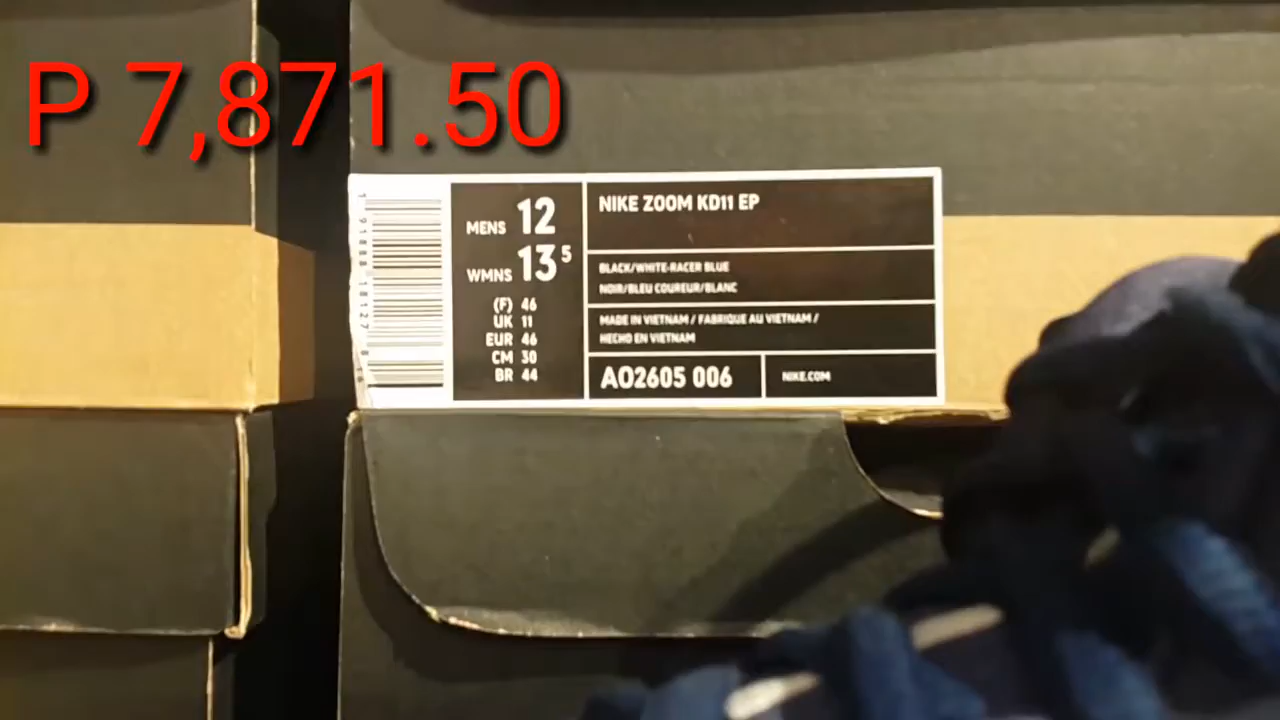 P 7,871.50
MENS 12
WMNS 13 5
(F) 46
UK 11
EUR 46
CM 30
BR 44
NIKE ZOOM KD11 EP
BLACK/WHITE-RACER BLUE
NOIR/BLEU COUREUR/BLANC
MADE IN VIETNAM / FABRIQUE AU VIETNAM /
HECHO EN VIETNAM
AO2605 006
NIKE.COM